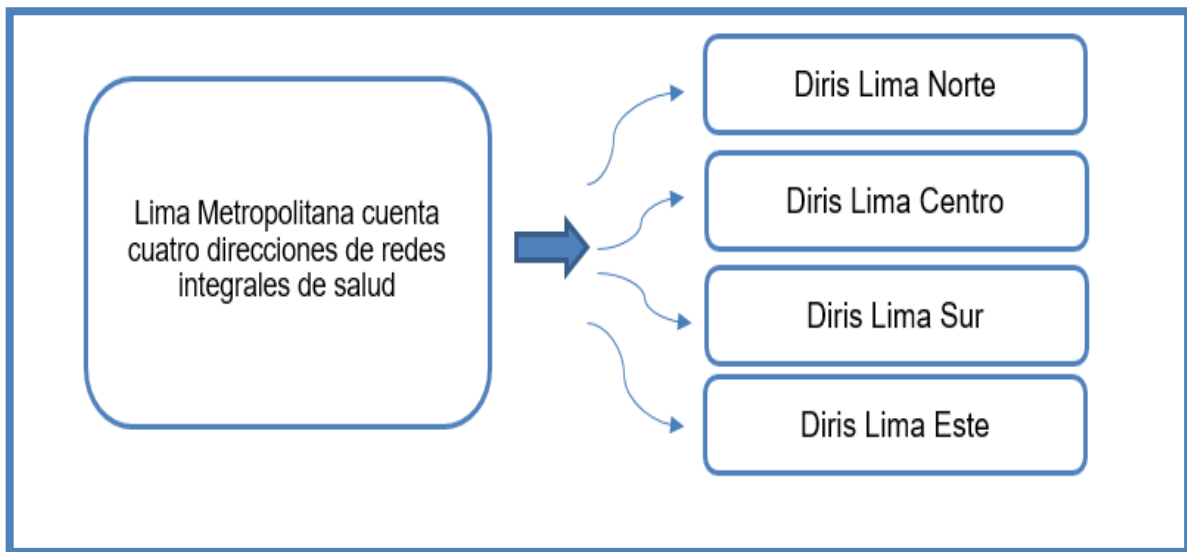 Lima Metropolitana cuenta
cuatro direcciones de redes
integrales de salud
Diris Lima Norte
Diris Lima Centro
Diris Lima Sur
Diris Lima Este